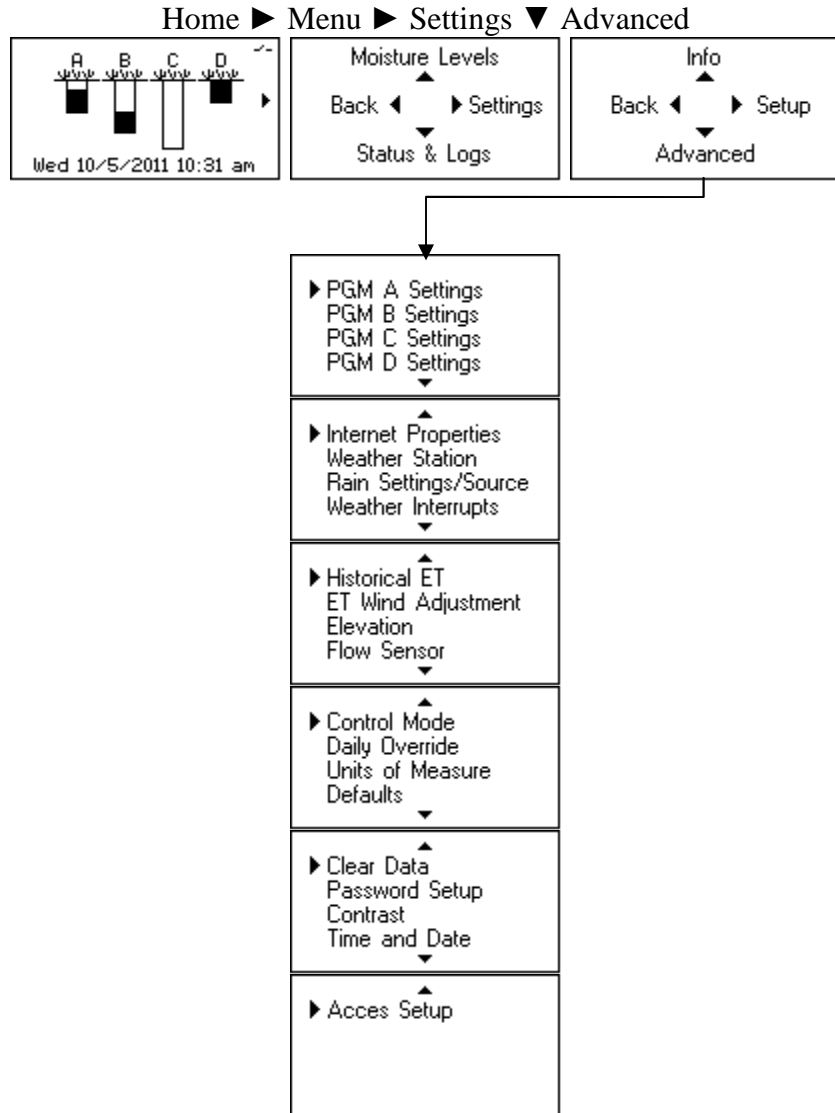 Home ► Menu ► Settings ▼ Advanced
A B C D
Wed 10/5/2011 10:31 am
Moisture Levels
Back ◀ ▶ Settings
Status & Logs
Info
Back ◀ ▶ Setup
Advanced
PGM A Settings
PGM B Settings
PGM C Settings
PGM D Settings
Internet Properties
Weather Station
Rain Settings/Source
Weather Interrupts
Historical ET
ET Wind Adjustment
Elevation
Flow Sensor
Control Mode
Daily Override
Units of Measure
Defaults
Clear Data
Password Setup
Contrast
Time and Date
Acces Setup